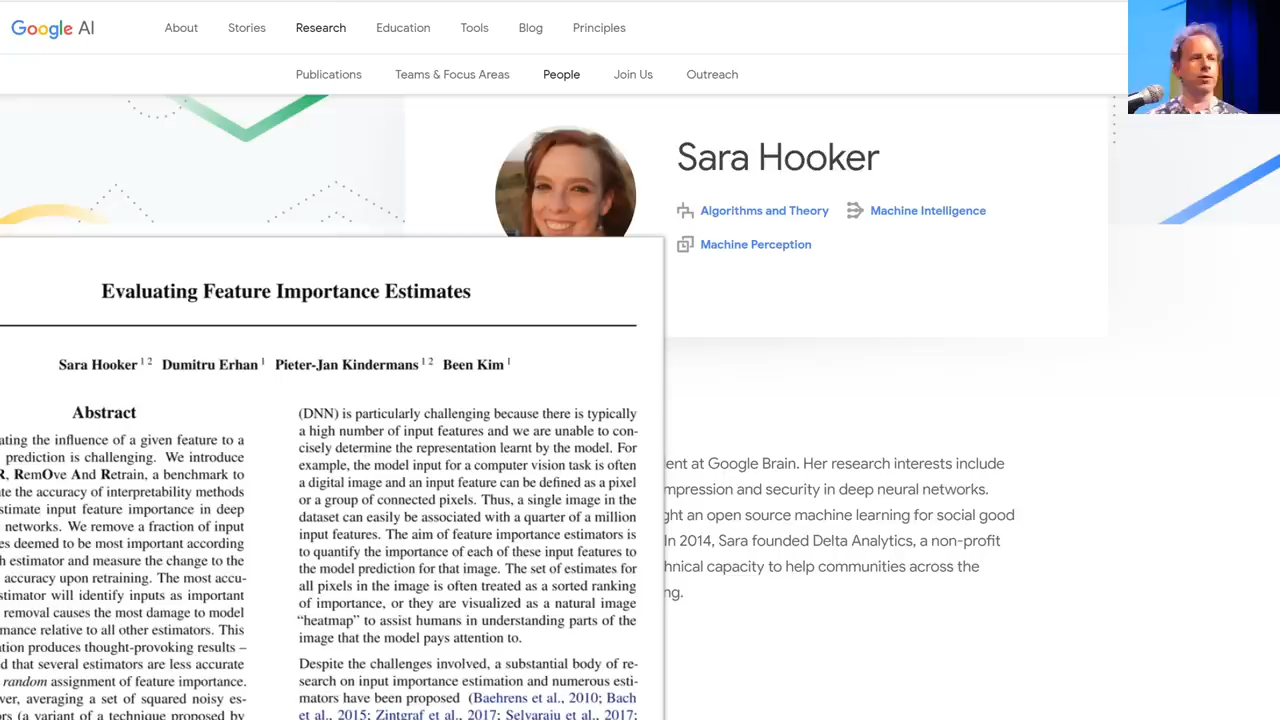 Google AI
About
Stories
Research
Education
Tools
Blog
Principles
Publications
Teams & Focus Areas
People
Join Us
Outreach
Sara Hooker
Algorithms and Theory
Machine Intelligence
Machine Perception
Evaluating Feature Importance Estimates
Sara Hooker 1 2 Dumitru Erhan 1 Pieter-Jan Kindermans 1 2 Been Kim 1
Abstract
ating the influence of a given feature to a
prediction is challenging. We introduce
R, RemOve And Retrain, a benchmark to
te the accuracy of interpretability methods
stimate input feature importance in deep
networks. We remove a fraction of input
es deemed to be most important according
h estimator and measure the change to the
accuracy upon retraining. The most accu-
stimator will identify inputs as important
removal causes the most damage to model
mance relative to all other estimators. This
tion produces thought-provoking results –
d that several estimators are less accurate
random assignment of feature importance.
ver, averaging a set of squared noisy es-
rs (a variant of a technique proposed by
(DNN) is particularly challenging because there is typically
a high number of input features and we are unable to con-
cisely determine the representation learnt by the model. For
example, the model input for a computer vision task is often
a digital image and an input feature can be defined as a pixel
or a group of connected pixels. Thus, a single image in the
dataset can easily be associated with a quarter of a million
input features. The aim of feature importance estimators is
to quantify the importance of each of these input features to
the model prediction for that image. The set of estimates for
all pixels in the image is often treated as a sorted ranking
of importance, or they are visualized as a natural image
“heatmap” to assist humans in understanding parts of the
image that the model pays attention to.
Despite the challenges involved, a substantial body of re-
search on input importance estimation and numerous esti-
mators have been proposed (Baehrens et al., 2010; Bach
et al., 2015; Zintgraf et al., 2017; Selvaraju et al., 2017;
ent at Google Brain. Her research interests include
mpression and security in deep neural networks.
ght an open source machine learning for social good
In 2014, Sara founded Delta Analytics, a non-profit
hnical capacity to help communities across the
ng.